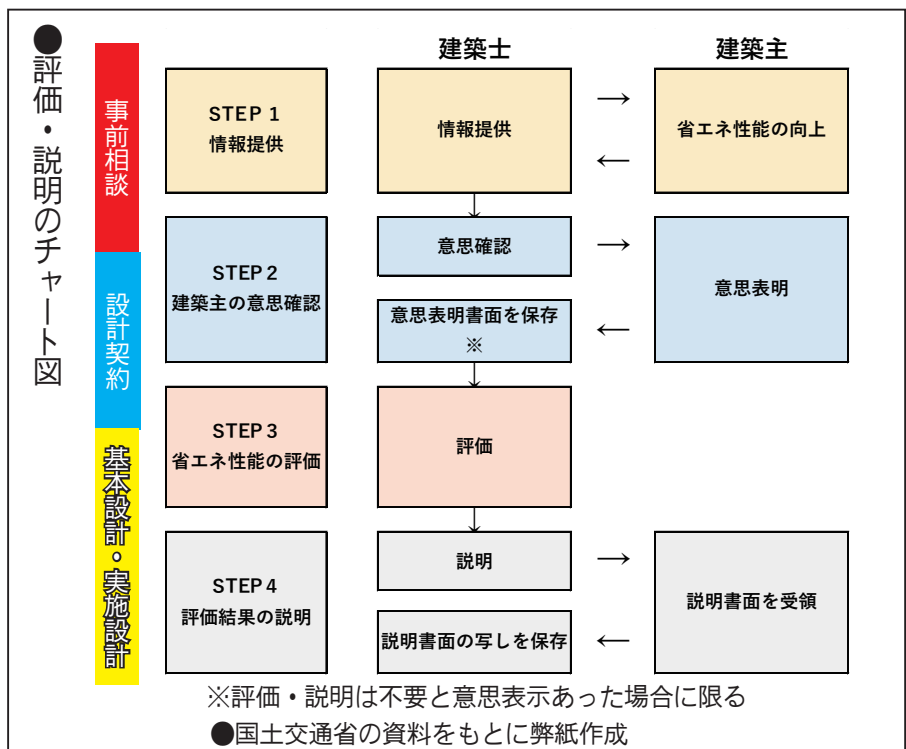 ●評価・説明のチャート図
事前相談
設計契約
基本設計・実施設計
建築士
建築主
STEP 1
情報提供
情報提供
→
←
省エネ性能の向上
STEP 2
建築主の意思確認
意思確認
→
意思表明書面を保存
※
←
意思表明
STEP 3
省エネ性能の評価
評価
STEP 4
評価結果の説明
説明
→
説明書面の写しを保存
←
説明書面を受領
※評価・説明は不要と意思表示あった場合に限る
●国土交通省の資料をもとに弊紙作成